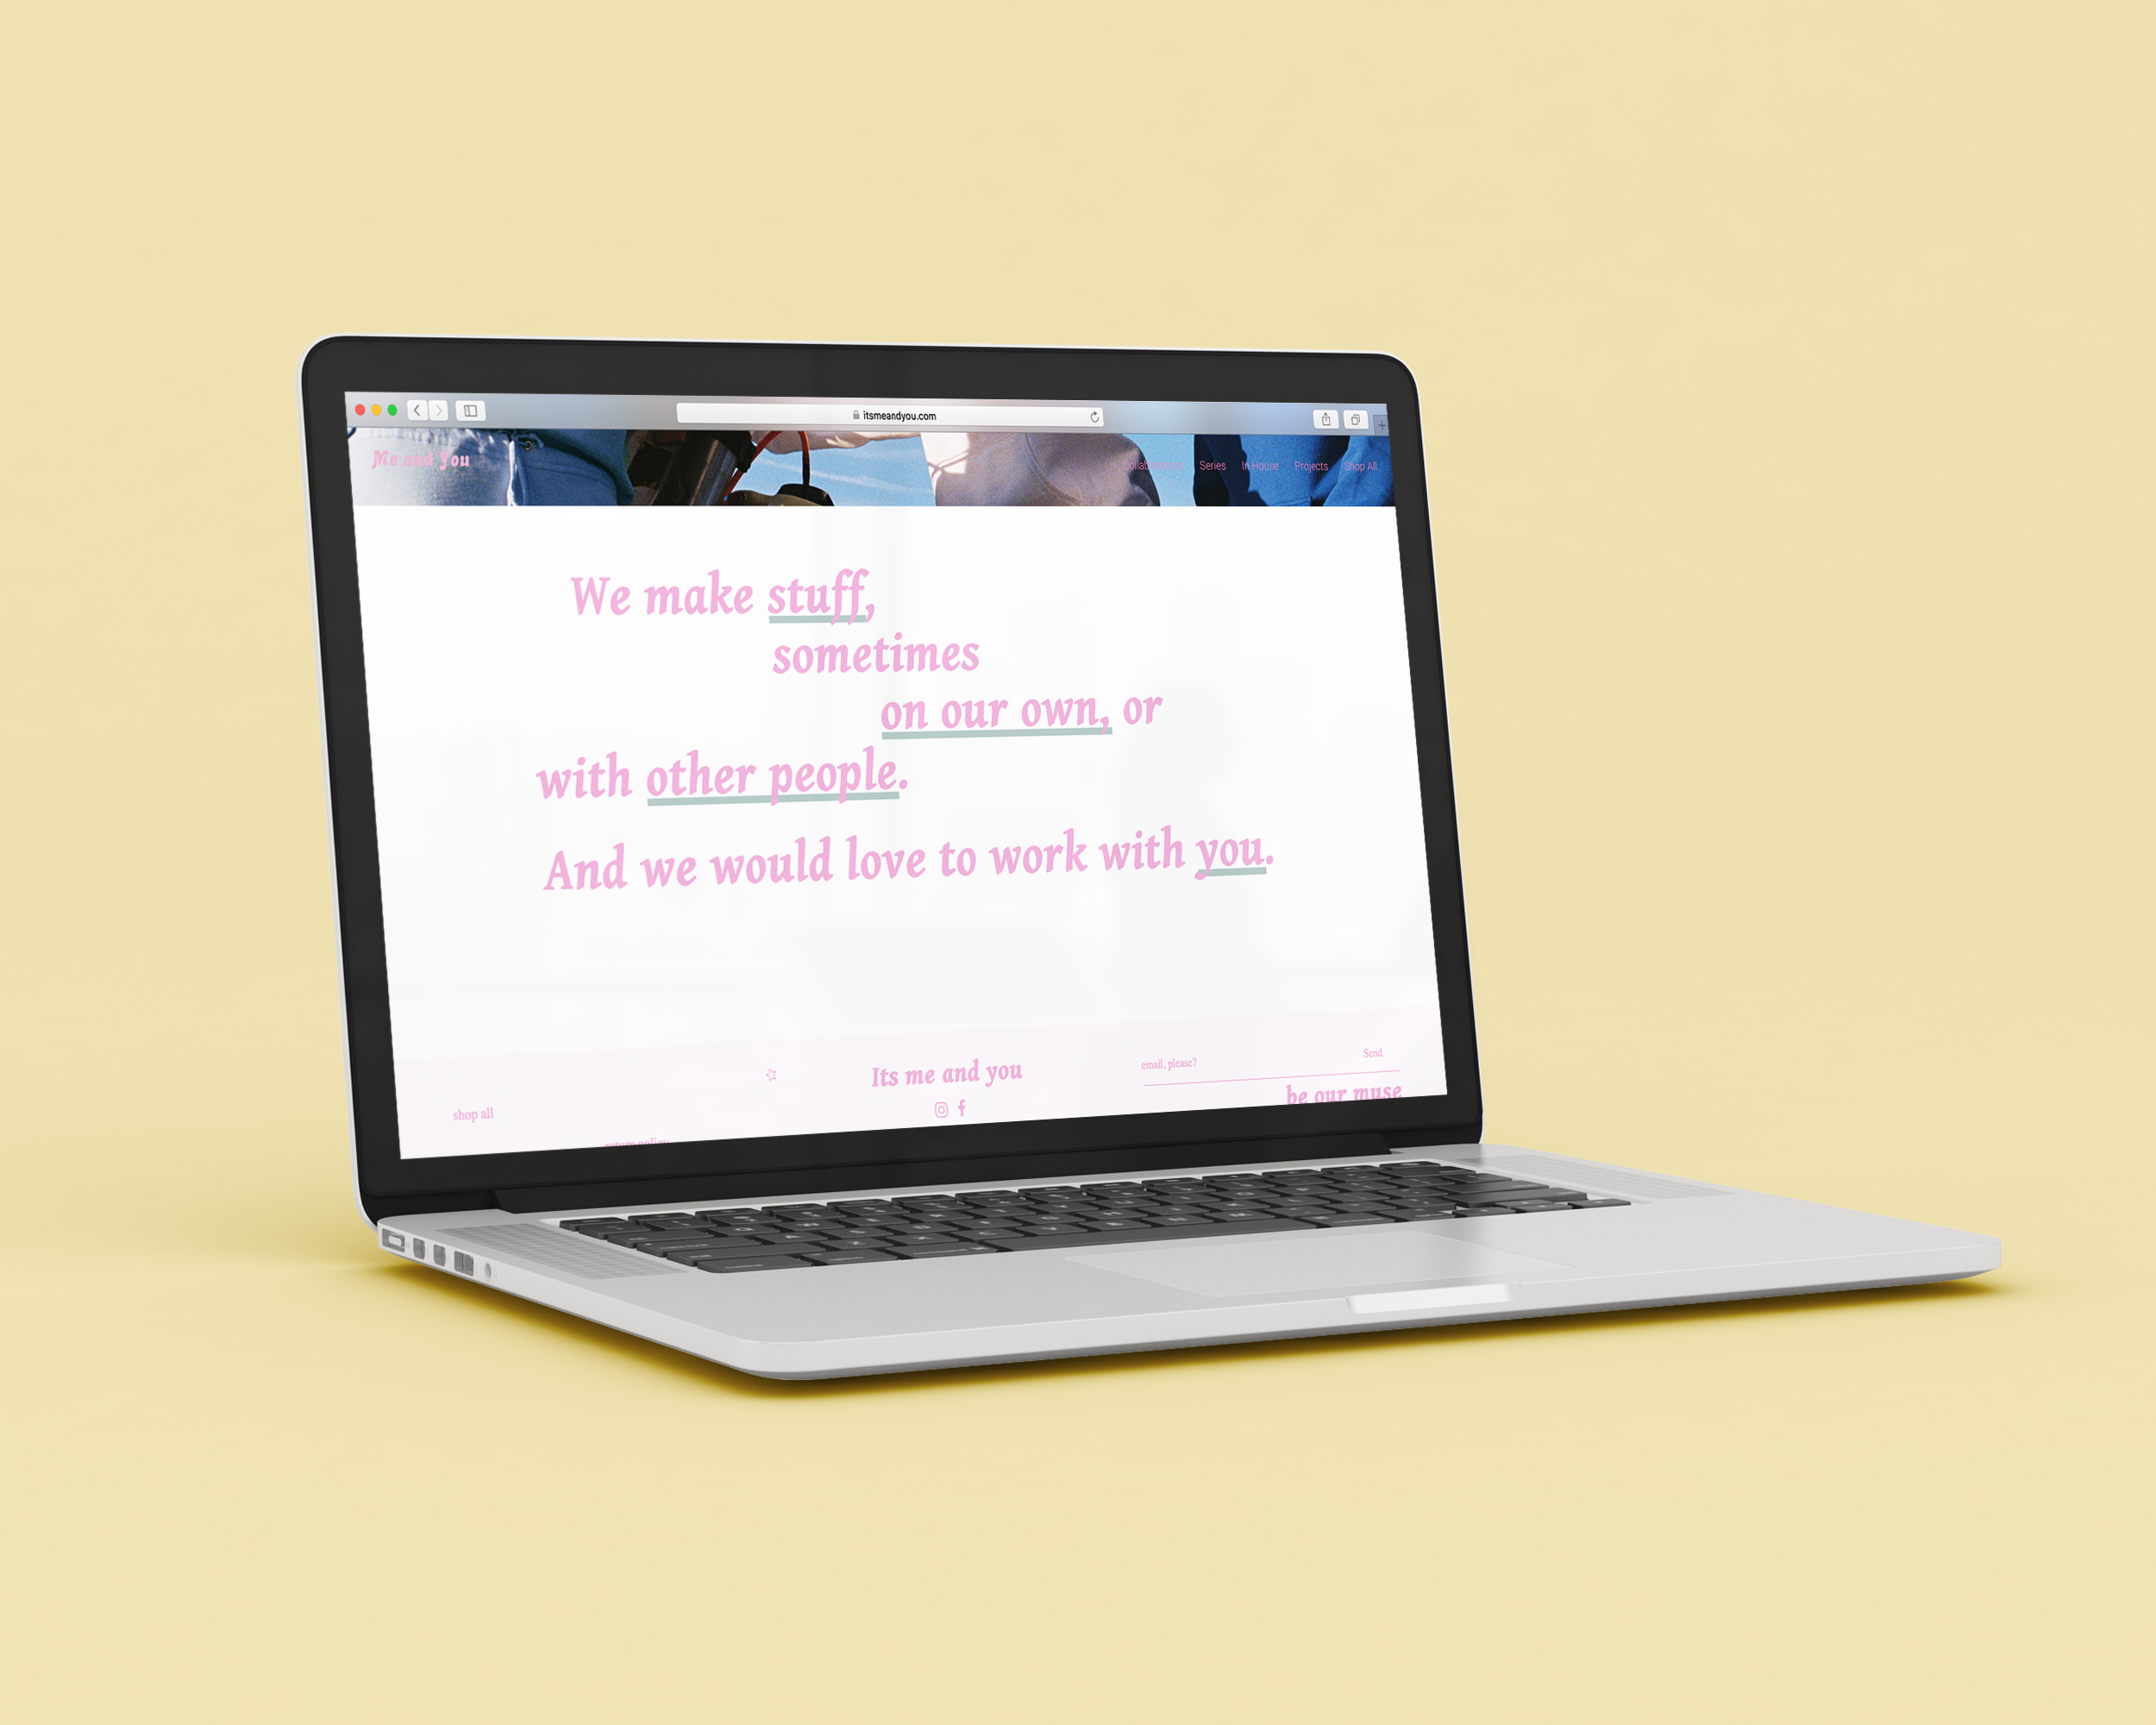 itsmeandyou.com
Me and You
Series In House Projects Shop All
We make stuff,
sometimes
on our own, or
with other people.
And we would love to work with you.
Its me and you
email, please? Send
be our muse
shop all
return policy